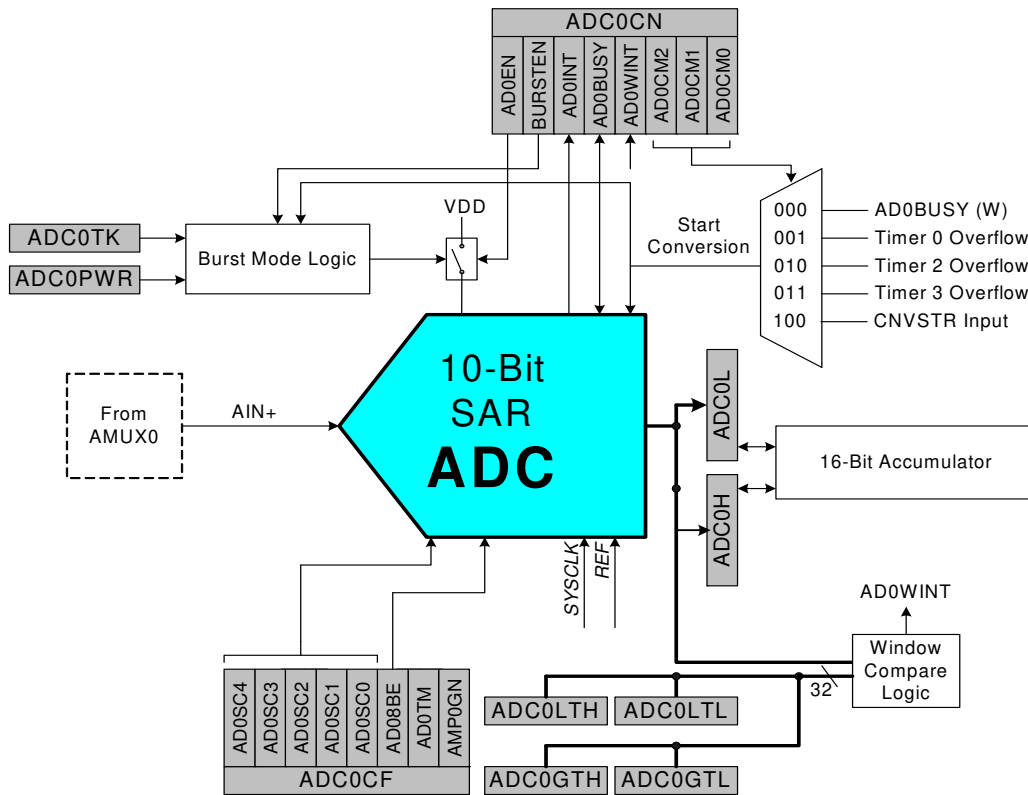 ADC0CN
AD0EN
BURSTEN
AD0INT
AD0BUSY
AD0WINT
AD0CM2
AD0CM1
AD0CM0
VDD
Start
Conversion
000
001
010
011
100
AD0BUSY (W)
Timer 0 Overflow
Timer 2 Overflow
Timer 3 Overflow
CNVSTR Input
ADC0TK
ADC0PWR
Burst Mode Logic
From
AMUX0
AIN+
10-Bit
SAR
ADC
ADC0L
ADC0H
16-Bit Accumulator
SYSCLK
REF
AD0WINT
Window
Compare
Logic
32
AD0SC4
AD0SC3
AD0SC2
AD0SC1
AD0SC0
AD08BE
AD0TM
AMP0GN
ADC0CF
ADC0LTH
ADC0LTL
ADC0GTH
ADC0GTL